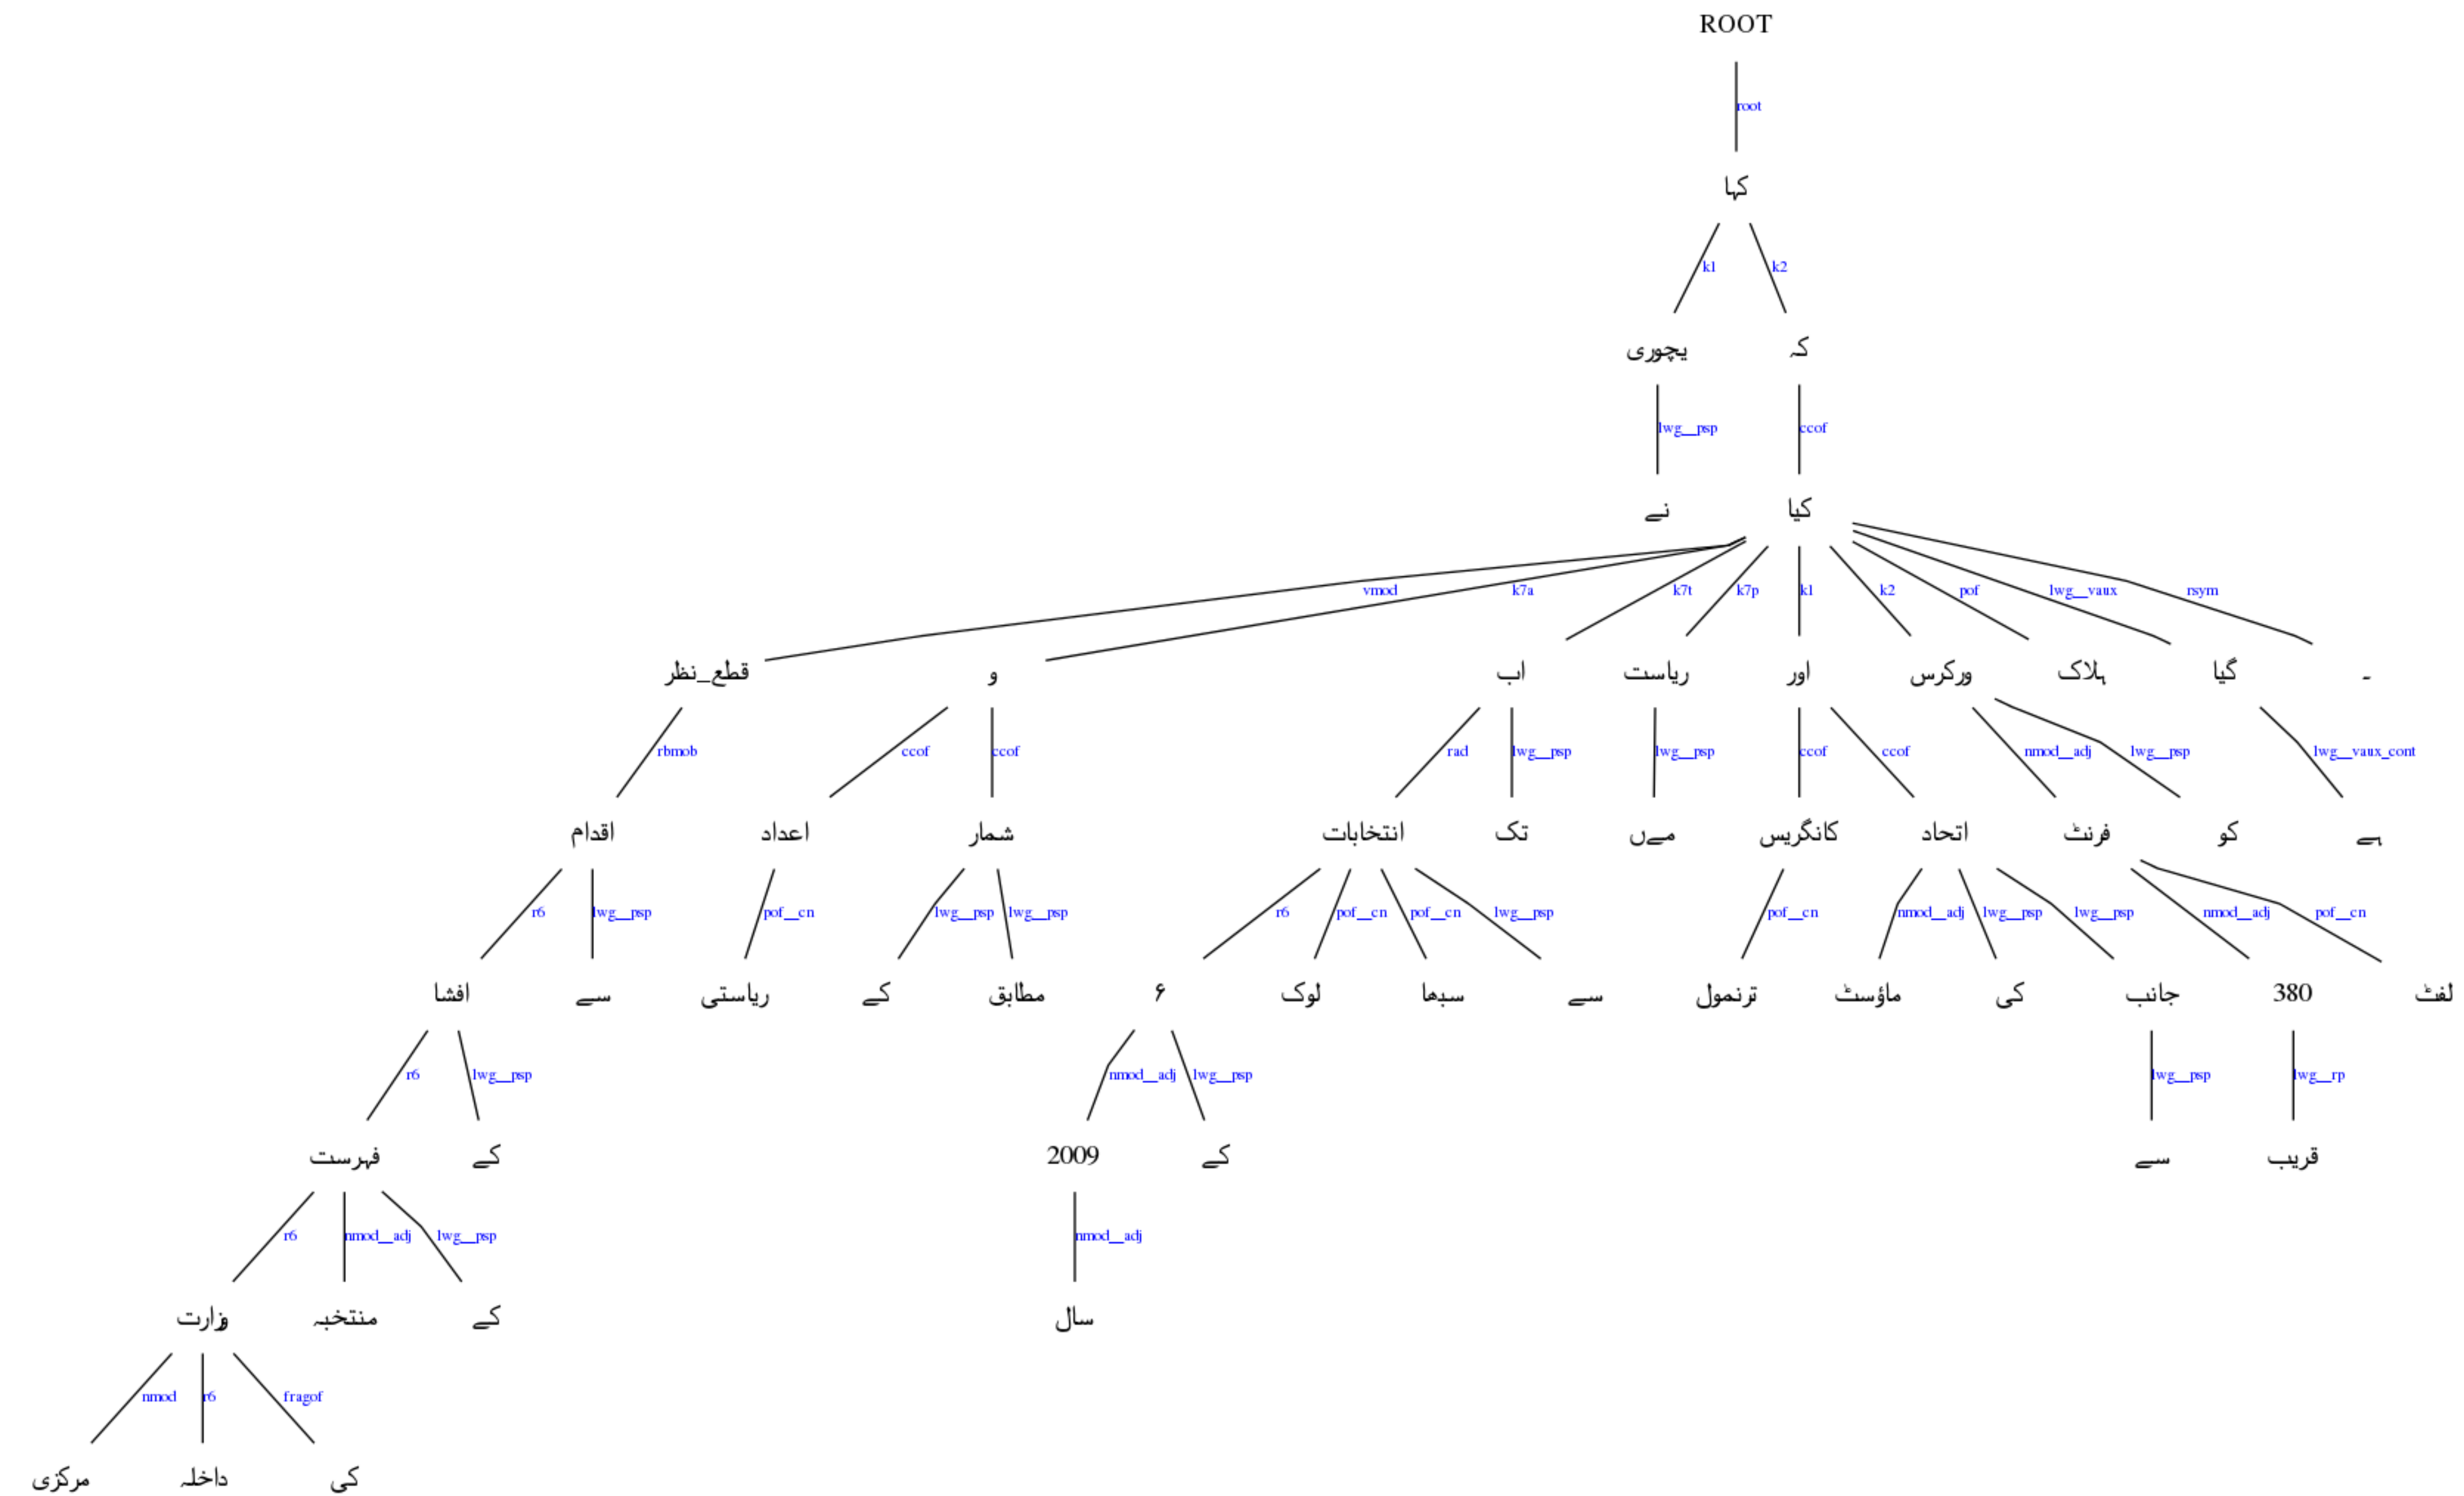 ROOT
root
کہا
k1 k2
یچوری کہ
lwg__psp ccof
نے کیا
vmod k7a k7t k7p k1 k2 pof lwg__vaux rsym
قطع_نظر و اب ریاست اور ورکرس ہلاک گیا ۔
rbmob ccof ccof rad lwg__psp lwg__psp ccof ccof nmod__adj lwg__psp lwg__vaux_cont
اقدام اعداد شمار انتخابات تک مےں کانگریس اتحاد فرنٹ کو ہے
r6 lwg__psp pof__cn lwg__psp lwg__psp r6 pof__cn pof__cn lwg__psp pof__cn nmod__adj lwg__psp lwg__psp nmod__adj pof__cn
افشا سے ریاستی کے مطابق ۶ لوک سبھا سے ترنمول ماؤسٹ کی جانب 380 لفٹ
r6 lwg__psp nmod__adj lwg__psp lwg__psp lwg__rp
فہرست کے 2009 کے سے قریب
r6 nmod__adj lwg__psp nmod__adj
وزارت منتخبہ کے سال
nmod r6 fragof
مرکزی داخلہ کی